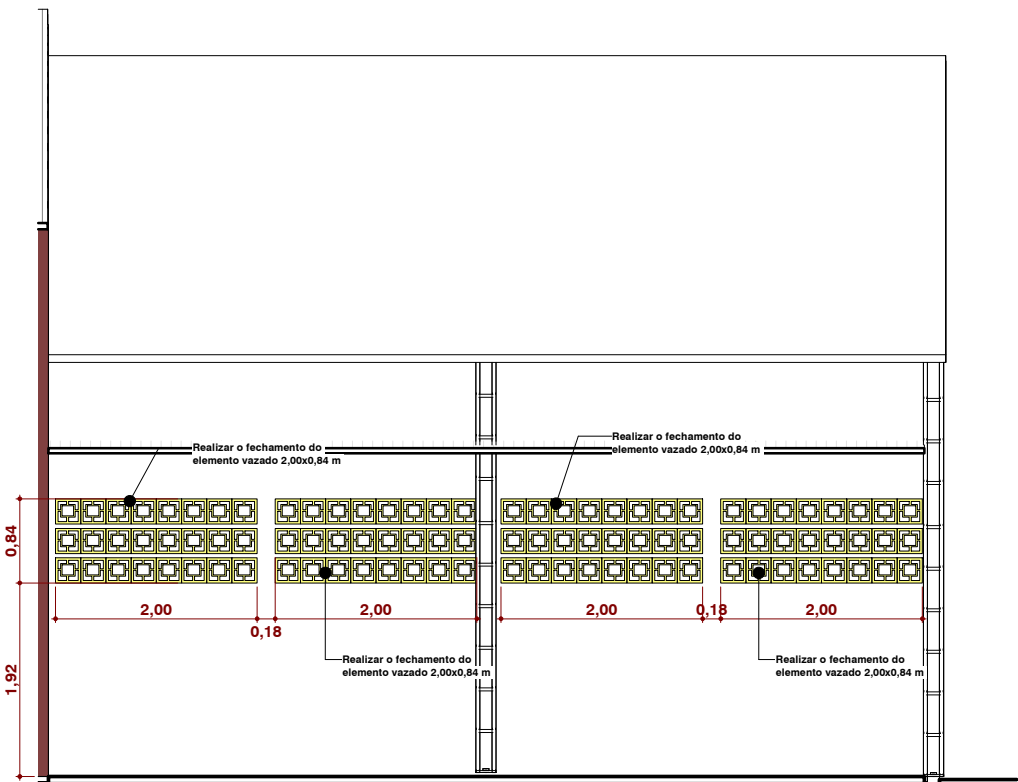 Realizar o fechamento do
elemento vazado 2,00x0,84 m
Realizar o fechamento do
elemento vazado 2,00x0,84 m
0,84
2,00
0,18
2,00
2,00
0,18
2,00
1,92
Realizar o fechamento do
elemento vazado 2,00x0,84 m
Realizar o fechamento do
elemento vazado 2,00x0,84 m